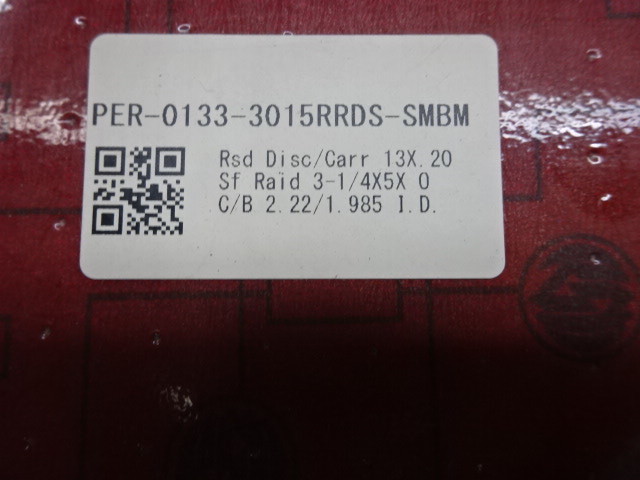 PER-0133-3015RRDS-SMBM
Rsd Disc/Carr 13X.20
Sf Raid 3-1/4X5X 0
C/B 2.22/1.985 I.D.